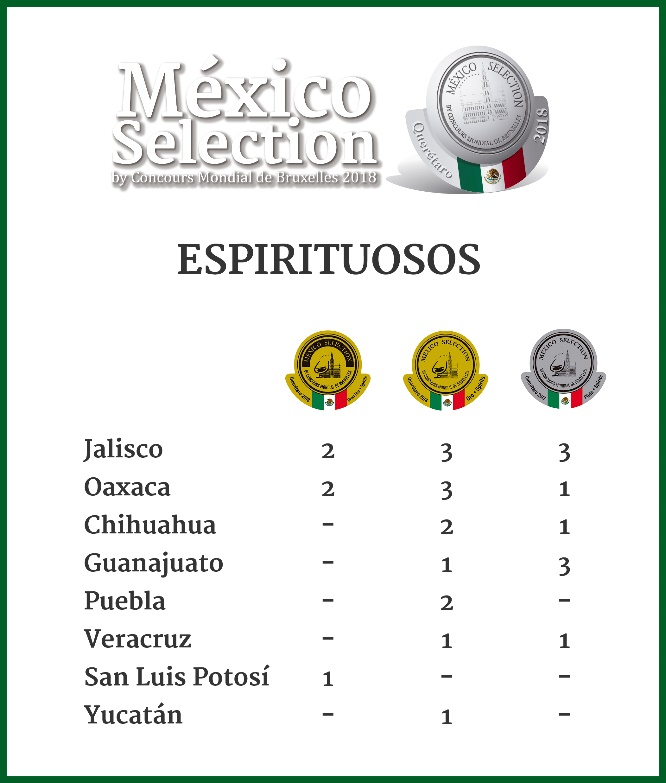 México
Selection
by Concours Mondial de Bruxelles 2018
MÉXICO SELECTION
BY CONCOURS MONDIAL DE BRUXELLES
Querétaro 2018
ESPIRITUOSOS
MÉXICO SELECTION
MÉXICO SELECTION
MÉXICO SELECTION
Jalisco 2 3 3
Oaxaca 2 3 1
Chihuahua - 2 1
Guanajuato - 1 3
Puebla - 2 -
Veracruz - 1 1
San Luis Potosí 1 - -
Yucatán - 1 -